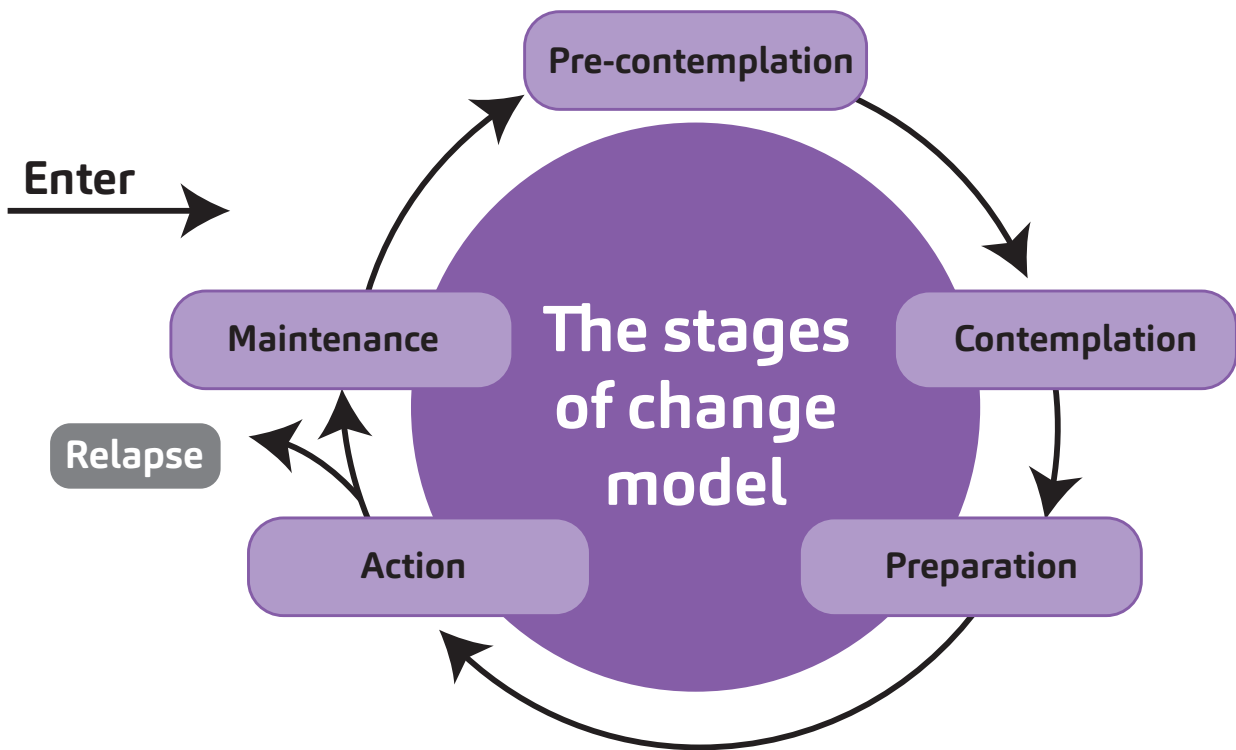 Pre-contemplation
Enter
Maintenance
The stages
of change
model
Contemplation
Relapse
Action
Preparation